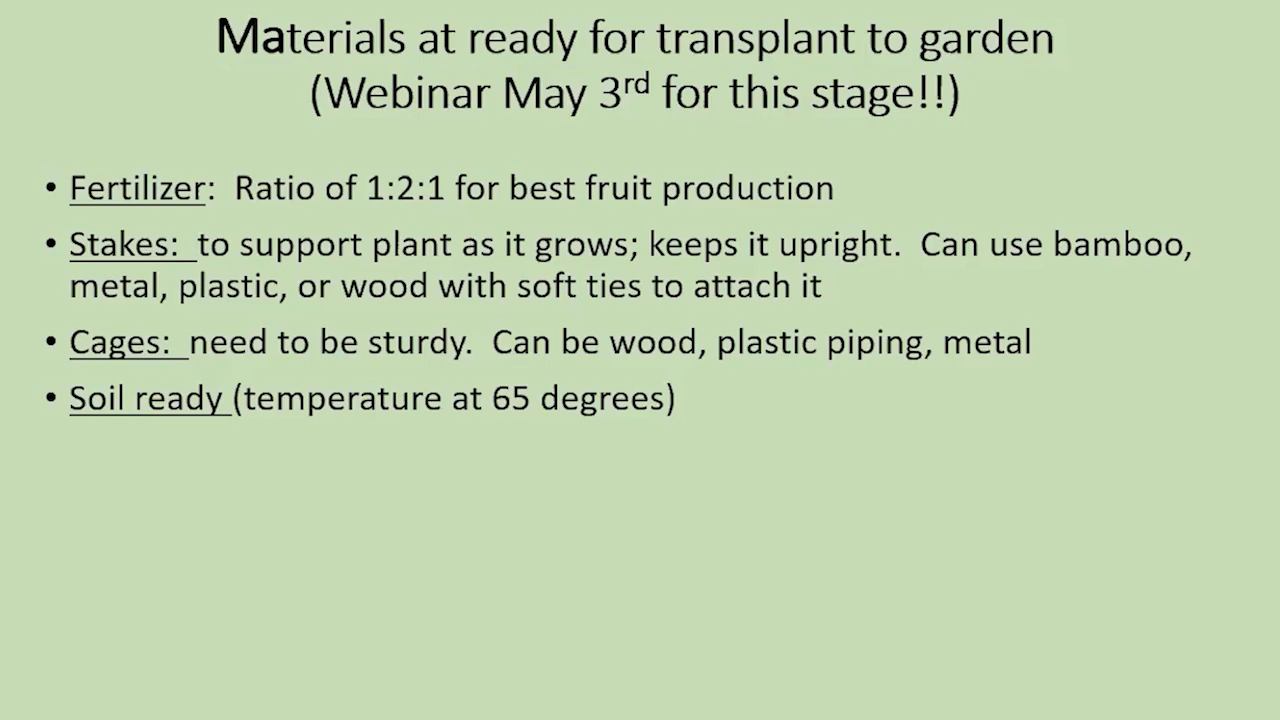 Materials at ready for transplant to garden
(Webinar May 3rd for this stage!!)
• Fertilizer:  Ratio of 1:2:1 for best fruit production
• Stakes:  to support plant as it grows; keeps it upright.  Can use bamboo,
metal, plastic, or wood with soft ties to attach it
• Cages:  need to be sturdy.  Can be wood, plastic piping, metal
• Soil ready (temperature at 65 degrees)